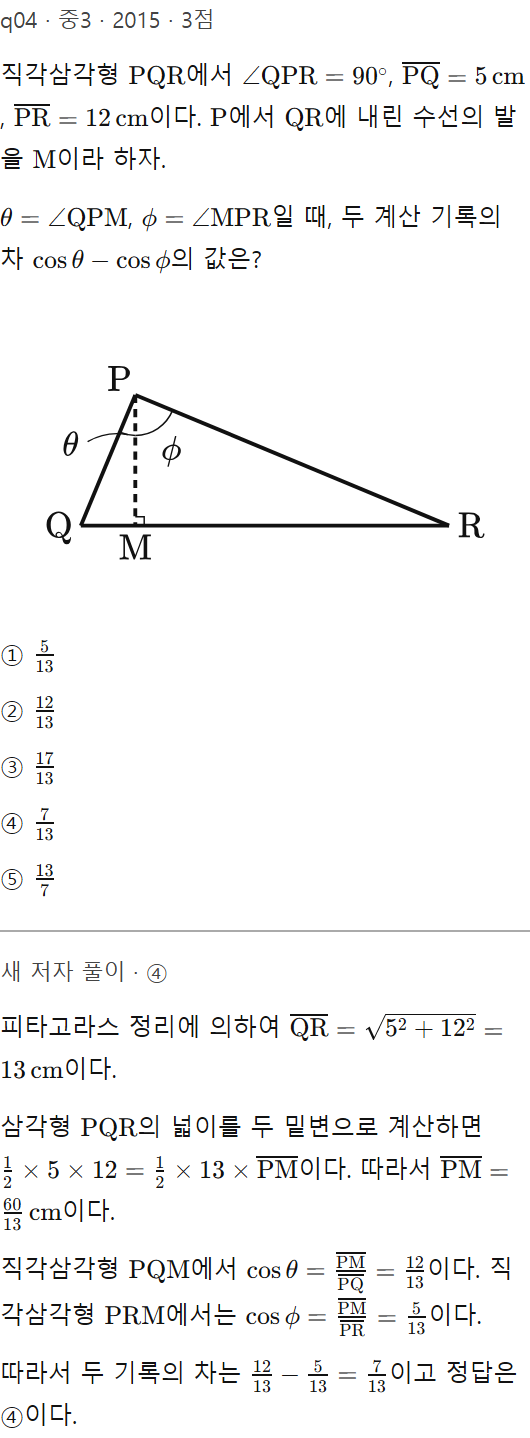 q04 · 중3 · 2015 · 3점
직각삼각형 PQR에서 ∠QPR = 90°, \overline{PQ} = 5 cm
, \overline{PR} = 12 cm이다. P에서 QR에 내린 수선의 발
을 M이라 하자.
θ = ∠QPM, ϕ = ∠MPR일 때, 두 계산 기록의
차 cos θ − cos ϕ의 값은?
P
θ
ϕ
Q
R
M
① 5/13
② 12/13
③ 17/13
④ 7/13
⑤ 13/7
새 저자 풀이 · ④
피타고라스 정리에 의하여 \overline{QR} = √(5² + 12²) =
13 cm이다.
삼각형 PQR의 넓이를 두 밑변으로 계산하면
1/2 × 5 × 12 = 1/2 × 13 × \overline{PM}이다. 따라서 \overline{PM} =
60/13 cm이다.
직각삼각형 PQM에서 cos θ = \overline{PM}/\overline{PQ} = 12/13이다. 직
각삼각형 PRM에서는 cos ϕ = \overline{PM}/\overline{PR} = 5/13이다.
따라서 두 기록의 차는 12/13 − 5/13 = 7/13이고 정답은
④이다.